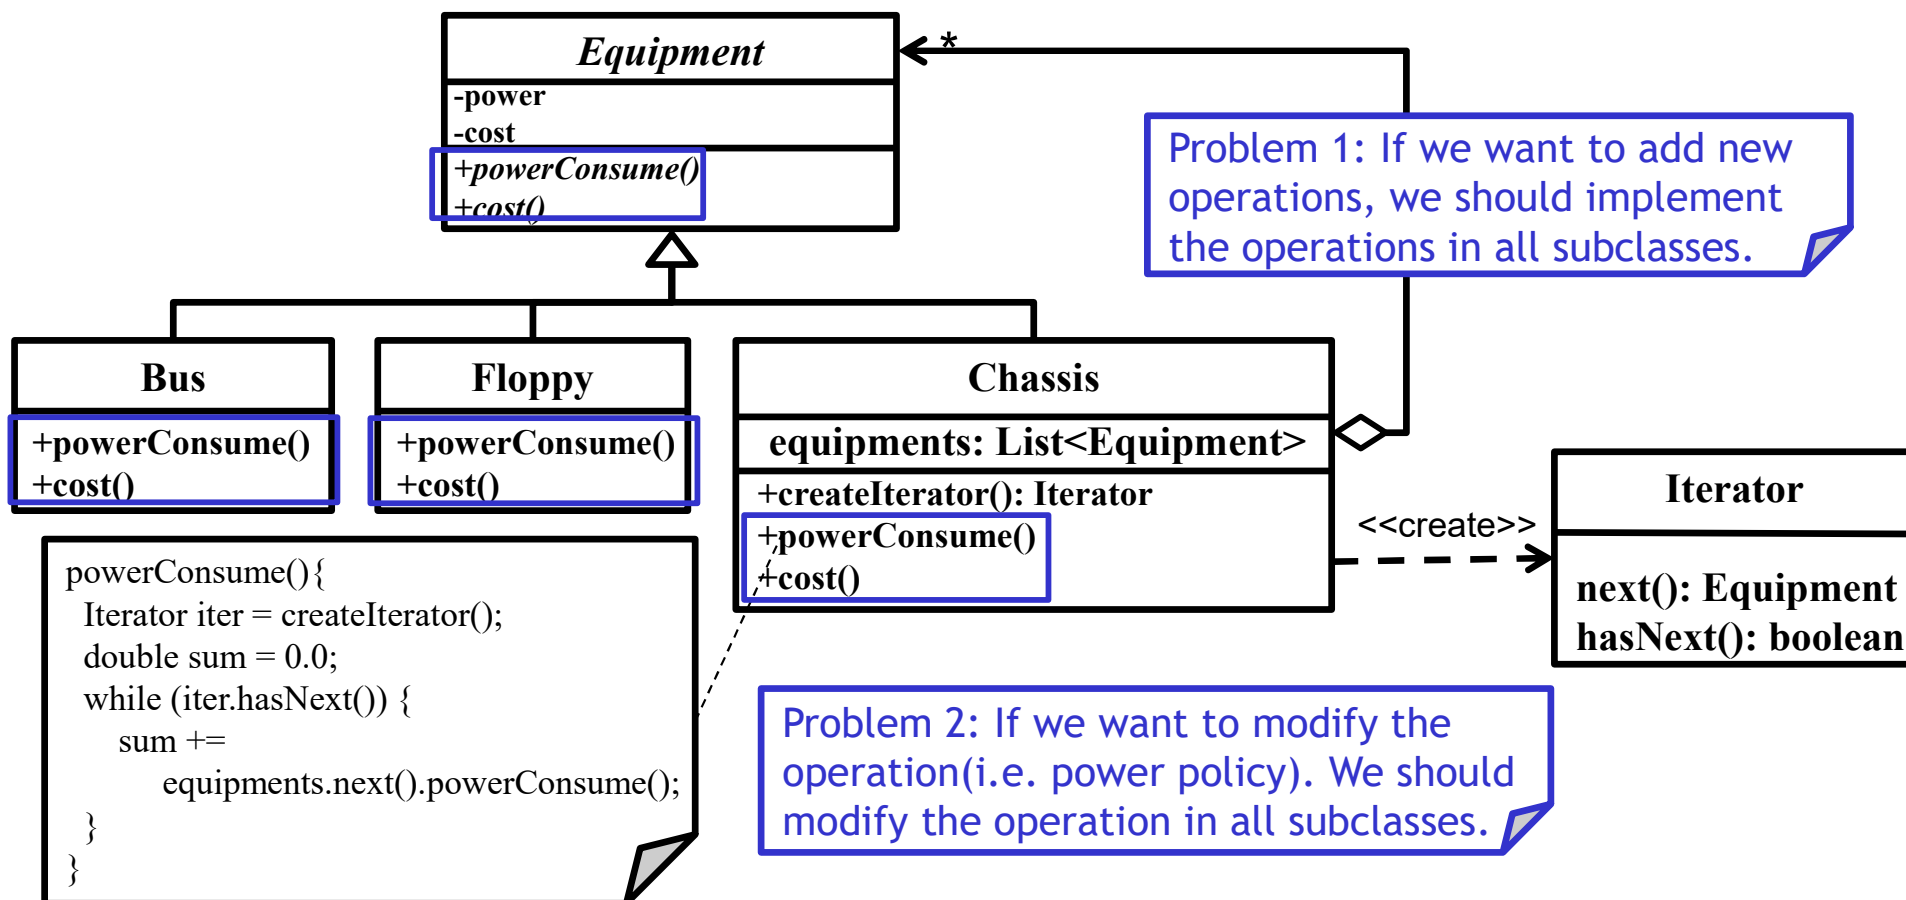 Equipment
*
-power
-cost
+powerConsume()
+cost()
Problem 1: If we want to add new
operations, we should implement
the operations in all subclasses.
Bus
+powerConsume()
+cost()
Floppy
+powerConsume()
+cost()
Chassis
equipments: List<Equipment>
+createIterator(): Iterator
+powerConsume()
+cost()
<<create>>
Iterator
next(): Equipment
hasNext(): boolean
powerConsume(){
Iterator iter = createIterator();
double sum = 0.0;
while (iter.hasNext()) {
sum +=
equipments.next().powerConsume();
}
}
Problem 2: If we want to modify the
operation(i.e. power policy). We should
modify the operation in all subclasses.